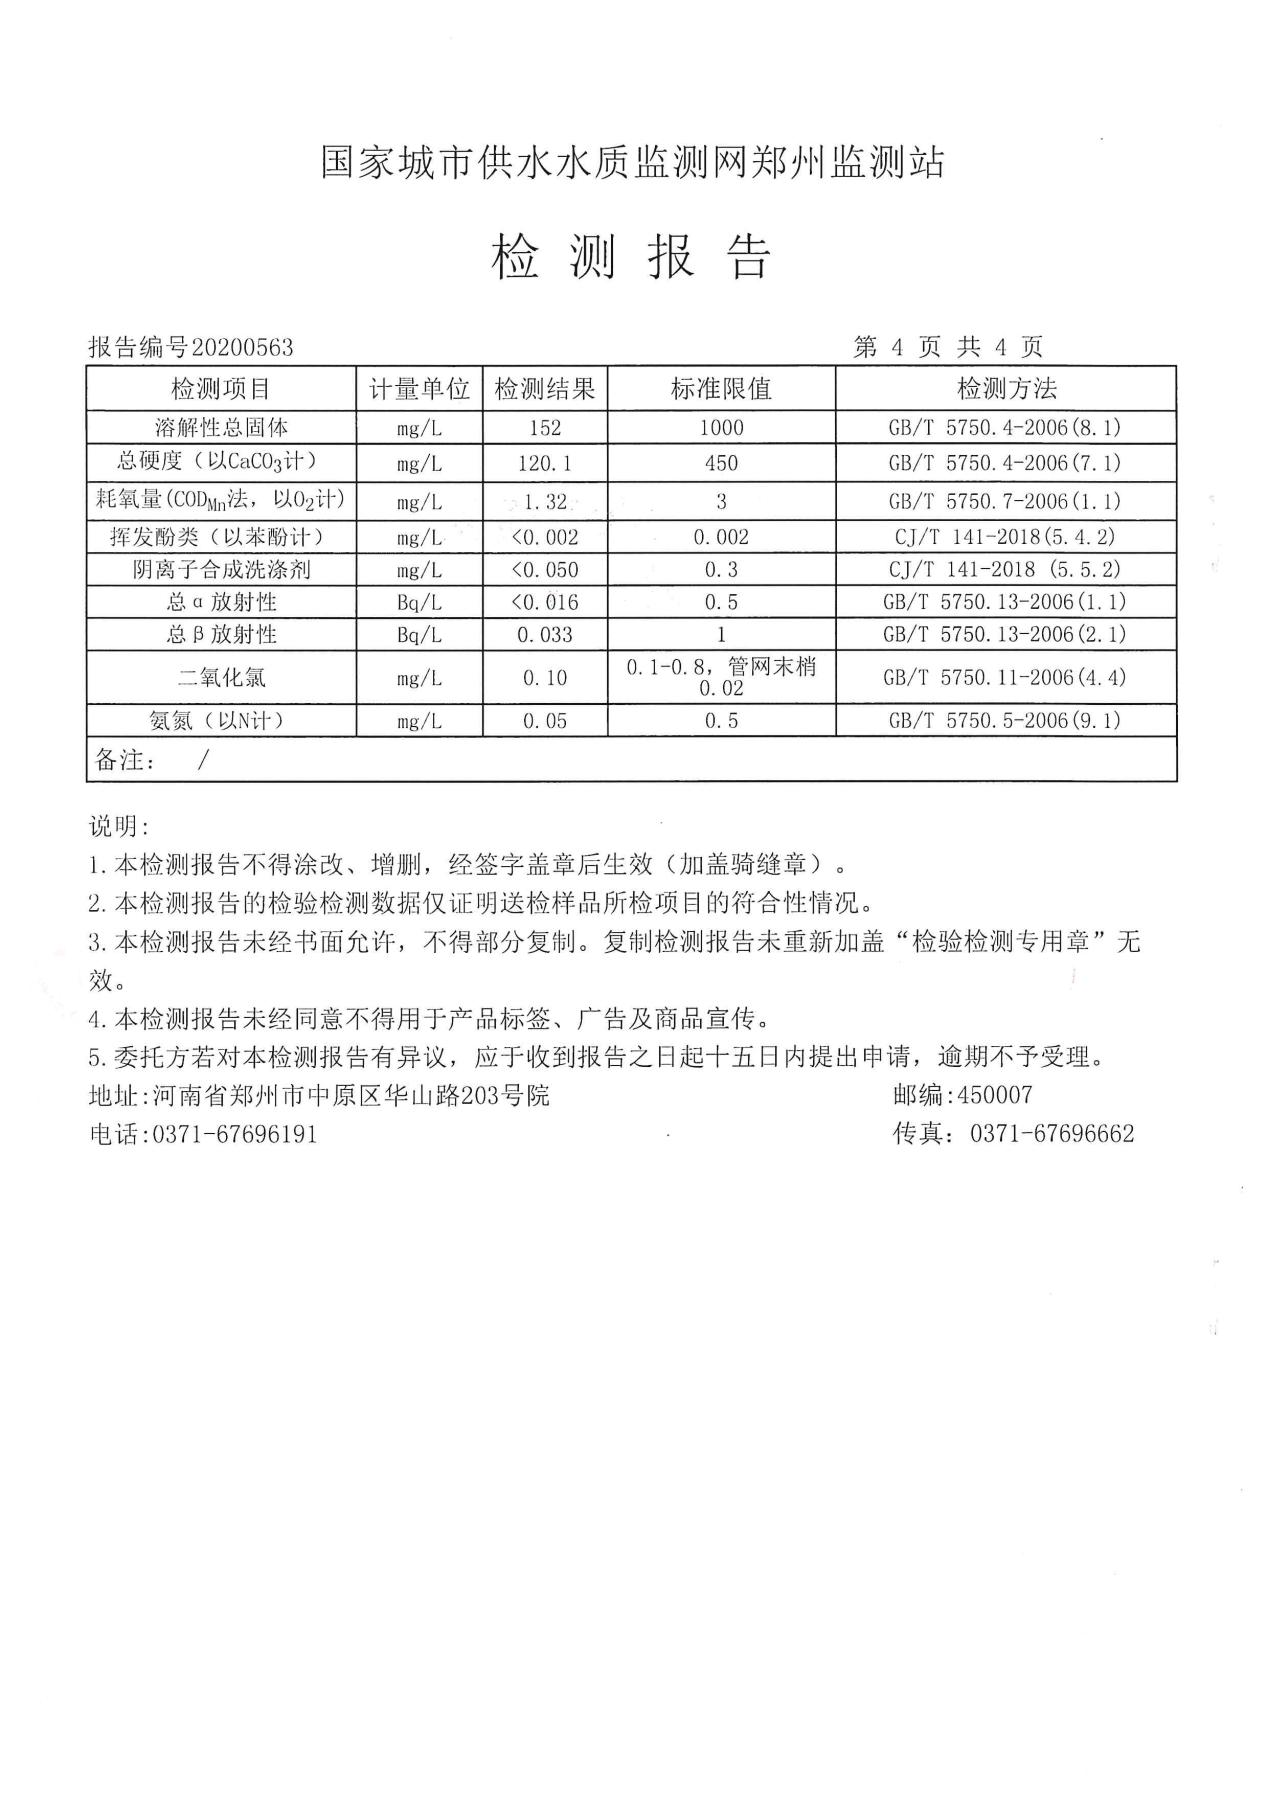 国家城市供水水质监测网郑州监测站
检测报告
报告编号20200563 第 4 页 共 4 页
检测项目 计量单位 检测结果 标准限值 检测方法
溶解性总固体 mg/L 152 1000 GB/T 5750.4-2006(8.1)
总硬度（以CaCO₃计） mg/L 120.1 450 GB/T 5750.4-2006(7.1)
耗氧量(CODMn法，以O₂计) mg/L 1.32 3 GB/T 5750.7-2006(1.1)
挥发酚类（以苯酚计） mg/L <0.002 0.002 CJ/T 141-2018(5.4.2)
阴离子合成洗涤剂 mg/L <0.050 0.3 CJ/T 141-2018 (5.5.2)
总α放射性 Bq/L <0.016 0.5 GB/T 5750.13-2006(1.1)
总β放射性 Bq/L 0.033 1 GB/T 5750.13-2006(2.1)
二氧化氯 mg/L 0.10 0.1-0.8，管网末梢 0.02 GB/T 5750.11-2006(4.4)
氨氮（以N计） mg/L 0.05 0.5 GB/T 5750.5-2006(9.1)
备注： /
说明:
1.本检测报告不得涂改、增删，经签字盖章后生效（加盖骑缝章）。
2.本检测报告的检验检测数据仅证明送检样品所检项目的符合性情况。
3.本检测报告未经书面允许，不得部分复制。复制检测报告未重新加盖“检验检测专用章”无
效。
4.本检测报告未经同意不得用于产品标签、广告及商品宣传。
5.委托方若对本检测报告有异议，应于收到报告之日起十五日内提出申请，逾期不予受理。
地址:河南省郑州市中原区华山路203号院 邮编:450007
电话:0371-67696191 传真：0371-67696662